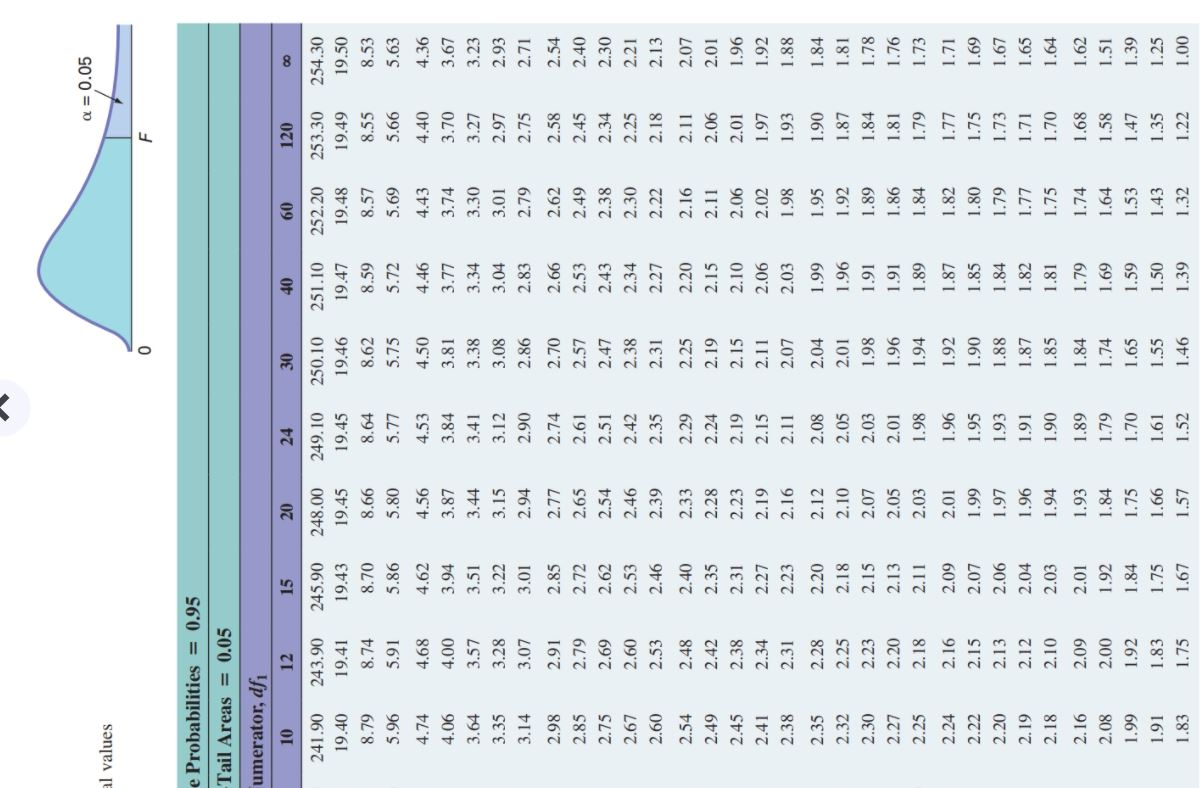 al values
0 F
α = 0.05
e Probabilities = 0.95
Tail Areas = 0.05
umerator, df1
10 12 15 20 24 30 40 60 120 ∞
241.90 243.90 245.90 248.00 249.10 250.10 251.10 252.20 253.30 254.30
19.40 19.41 19.43 19.45 19.45 19.46 19.47 19.48 19.49 19.50
8.79 8.74 8.70 8.66 8.64 8.62 8.59 8.57 8.55 8.53
5.96 5.91 5.86 5.80 5.77 5.75 5.72 5.69 5.66 5.63
4.74 4.68 4.62 4.56 4.53 4.50 4.46 4.43 4.40 4.36
4.06 4.00 3.94 3.87 3.84 3.81 3.77 3.74 3.70 3.67
3.64 3.57 3.51 3.44 3.41 3.38 3.34 3.30 3.27 3.23
3.35 3.28 3.22 3.15 3.12 3.08 3.04 3.01 2.97 2.93
3.14 3.07 3.01 2.94 2.90 2.86 2.83 2.79 2.75 2.71
2.98 2.91 2.85 2.77 2.74 2.70 2.66 2.62 2.58 2.54
2.85 2.79 2.72 2.65 2.61 2.57 2.53 2.49 2.45 2.40
2.75 2.69 2.62 2.54 2.51 2.47 2.43 2.38 2.34 2.30
2.67 2.60 2.53 2.46 2.42 2.38 2.34 2.30 2.25 2.21
2.60 2.53 2.46 2.39 2.35 2.31 2.27 2.22 2.18 2.13
2.54 2.48 2.40 2.33 2.29 2.25 2.20 2.16 2.11 2.07
2.49 2.42 2.35 2.28 2.24 2.19 2.15 2.11 2.06 2.01
2.45 2.38 2.31 2.23 2.19 2.15 2.10 2.06 2.01 1.96
2.41 2.34 2.27 2.19 2.15 2.11 2.06 2.02 1.97 1.92
2.38 2.31 2.23 2.16 2.11 2.07 2.03 1.98 1.93 1.88
2.35 2.28 2.20 2.12 2.08 2.04 1.99 1.95 1.90 1.84
2.32 2.25 2.18 2.10 2.05 2.01 1.96 1.92 1.87 1.81
2.30 2.23 2.15 2.07 2.03 1.98 1.91 1.89 1.84 1.78
2.27 2.20 2.13 2.05 2.01 1.96 1.91 1.86 1.81 1.76
2.25 2.18 2.11 2.03 1.98 1.94 1.89 1.84 1.79 1.73
2.24 2.16 2.09 2.01 1.96 1.92 1.87 1.82 1.77 1.71
2.22 2.15 2.07 1.99 1.95 1.90 1.85 1.80 1.75 1.69
2.20 2.13 2.06 1.97 1.93 1.88 1.84 1.79 1.73 1.67
2.19 2.12 2.04 1.96 1.91 1.87 1.82 1.77 1.71 1.65
2.18 2.10 2.03 1.94 1.90 1.85 1.81 1.75 1.70 1.64
2.16 2.09 2.01 1.93 1.89 1.84 1.79 1.74 1.68 1.62
2.08 2.00 1.92 1.84 1.79 1.74 1.69 1.64 1.58 1.51
1.99 1.92 1.84 1.75 1.70 1.65 1.59 1.53 1.47 1.39
1.91 1.83 1.75 1.66 1.61 1.55 1.50 1.43 1.35 1.25
1.83 1.75 1.67 1.57 1.52 1.46 1.39 1.32 1.22 1.00